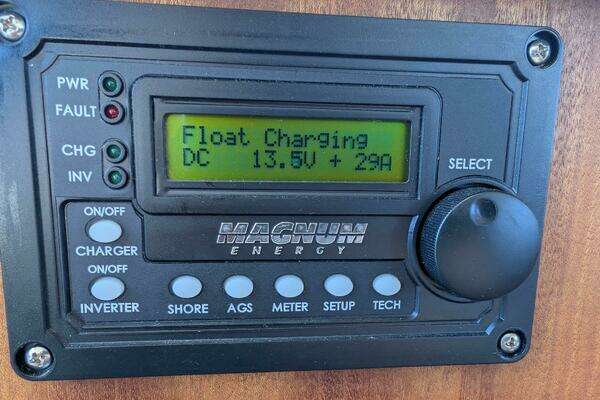 PWR
FAULT
CHG
INV
Float Charging
DC 13.5V + 29A
SELECT
ON/OFF
CHARGER
MAGNUM
ENERGY
ON/OFF
INVERTER
SHORE AGS METER SETUP TECH